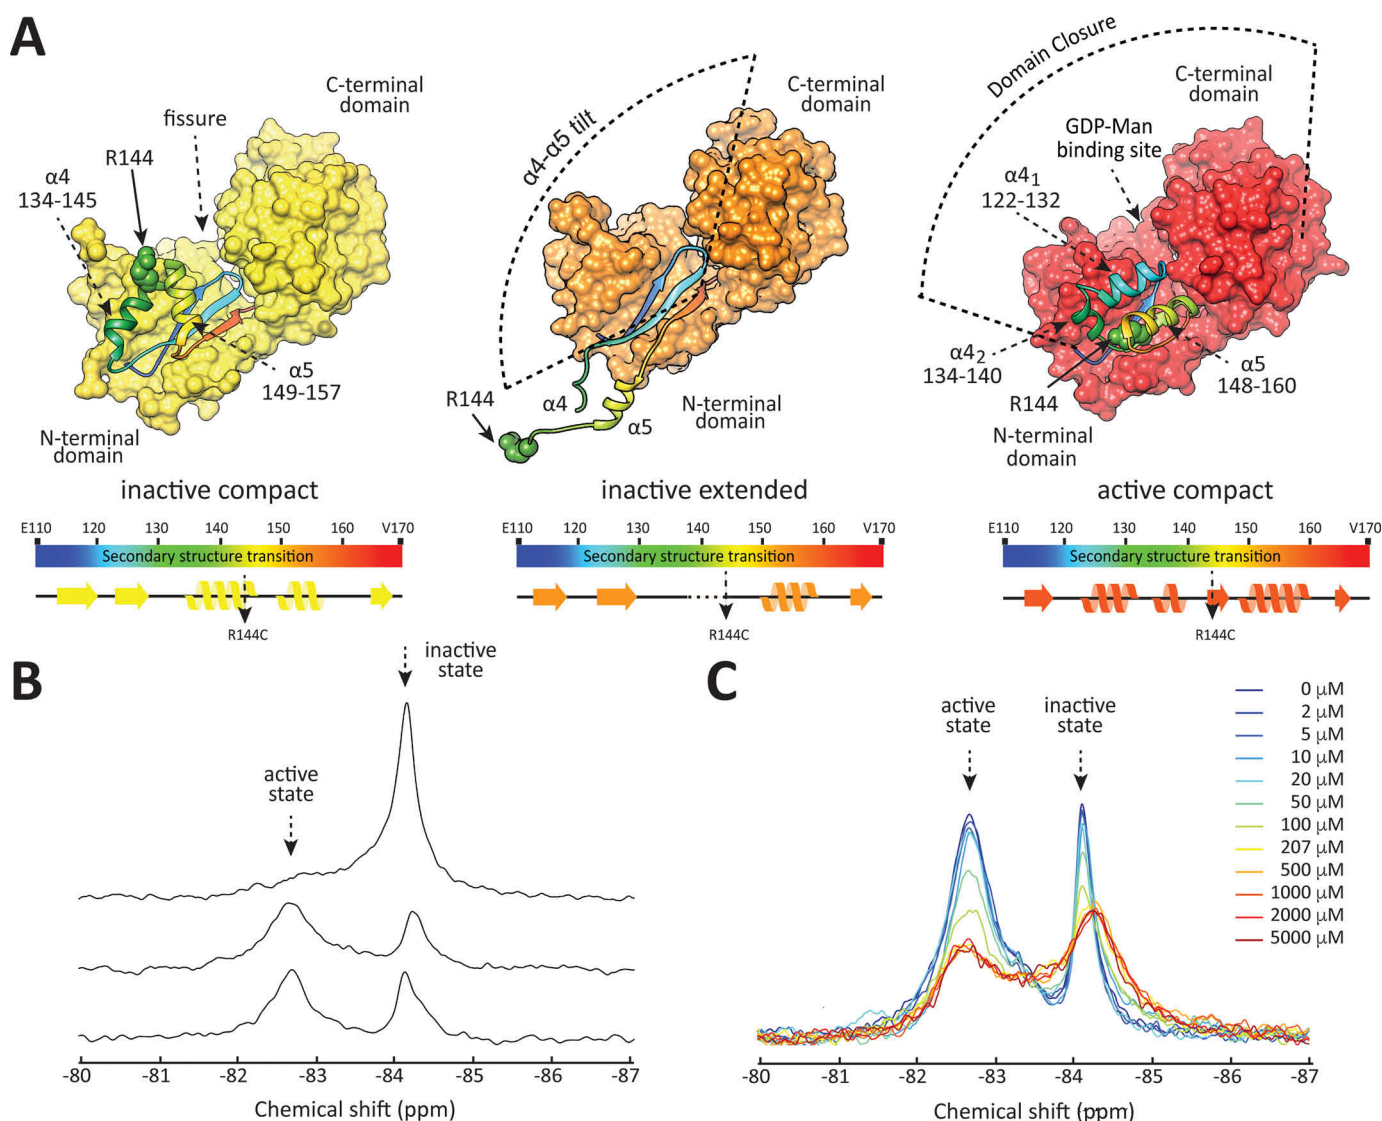 A
C-terminal
domain
fissure
R144
α4
134-145
α5
149-157
N-terminal
domain
inactive compact
E110 120 130 140 150 160 V170
Secondary structure transition
R144C
α4-α5 tilt
C-terminal
domain
R144
α4
α5
N-terminal
domain
inactive extended
E110 120 130 140 150 160 V170
Secondary structure transition
R144C
Domain Closure
C-terminal
domain
GDP-Man
binding site
α4₁
122-132
α4₂
134-140
R144
α5
148-160
N-terminal
domain
active compact
E110 120 130 140 150 160 V170
Secondary structure transition
R144C
B
inactive
state
active
state
-80 -81 -82 -83 -84 -85 -86 -87
Chemical shift (ppm)
C
active
state
inactive
state
0 µM
2 µM
5 µM
10 µM
20 µM
50 µM
100 µM
207 µM
500 µM
1000 µM
2000 µM
5000 µM
-80 -81 -82 -83 -84 -85 -86 -87
Chemical shift (ppm)